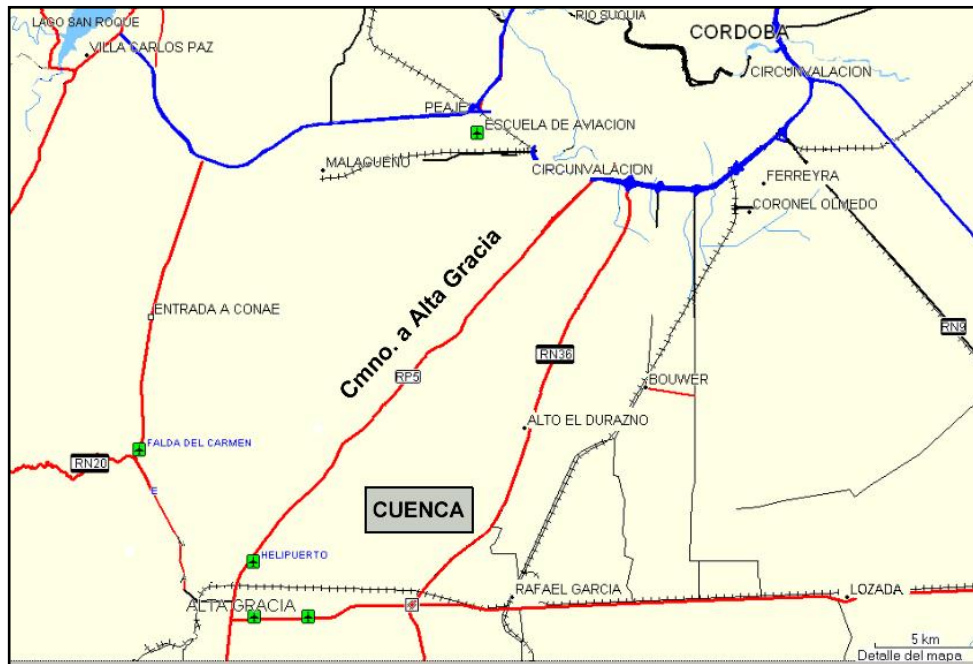 LAGO SAN ROQUE
RIO SUQUIA
CORDOBA
VILLA CARLOS PAZ
CIRCUNVALACION
PEAJE
ESCUELA DE AVIACION
MALAGUEÑO
CIRCUNVALACION
FERREYRA
CORONEL OLMEDO
Cmno. a Alta Gracia
ENTRADA A CONAE
RN9
RN36
RP5
BOUWER
ALTO EL DURAZNO
FALDA DEL CARMEN
RN20
E
CUENCA
HELIPUERTO
RAFAEL GARCIA
LOZADA
ALTA GRACIA
5 km
Detalle del mapa